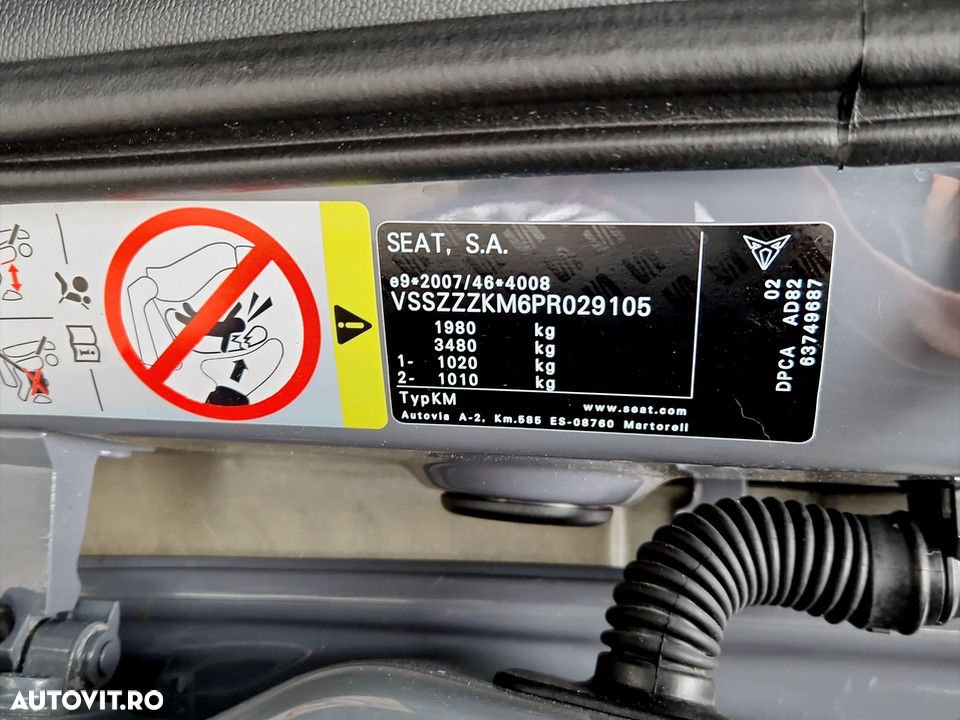 SEAT, S.A.
e9*2007/46*4008
VSSZZZKM6PR029105
1980 kg
3480 kg
1- 1020 kg
2- 1010 kg
TypKM
www.seat.com
Autovia A-2, Km.585 ES-08760 Martorell
02
DPCA AD82
63749687
AUTOVIT.RO